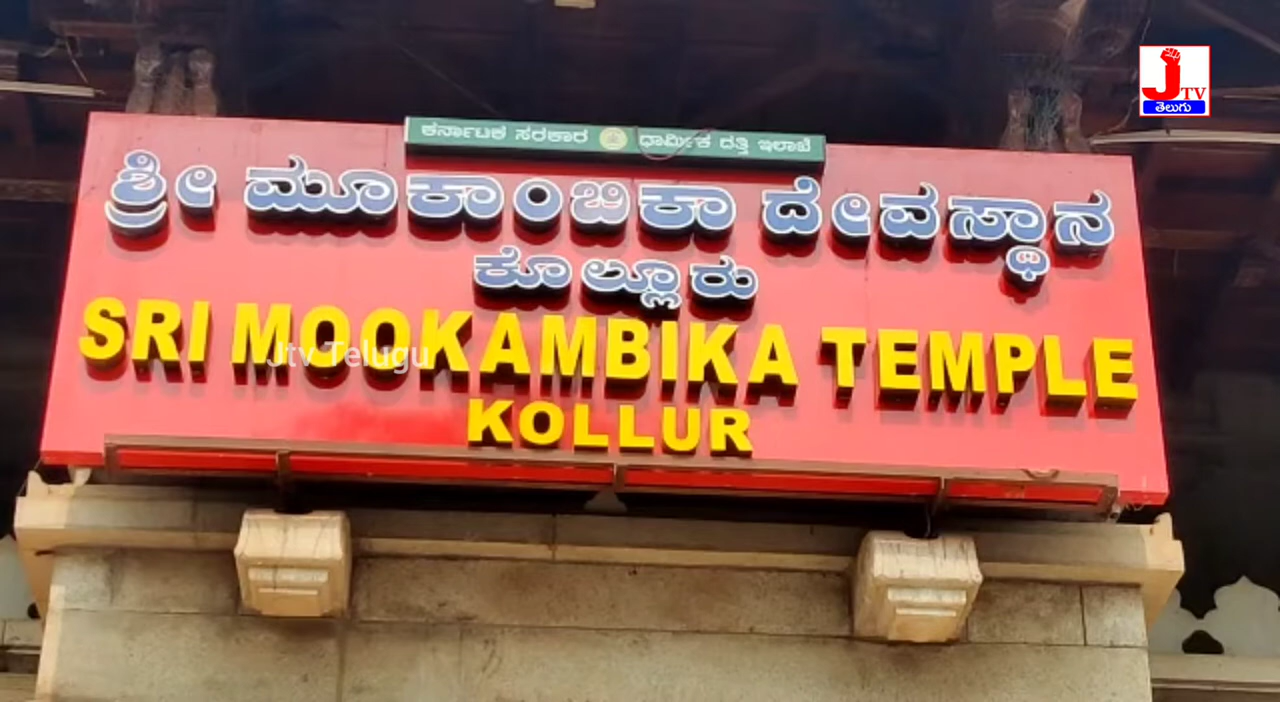 ಕರ್ನಾಟಕ ಸರಕಾರ ಧಾರ್ಮಿಕ ದತ್ತಿ ಇಲಾಖೆ
ಶ್ರೀ ಮೂಕಾಂಬಿಕಾ ದೇವಸ್ಥಾನ
ಕೊಲ್ಲೂರು
SRI MOOKAMBIKA TEMPLE
KOLLUR
Jtv Telugu
JTV
తెలుగు